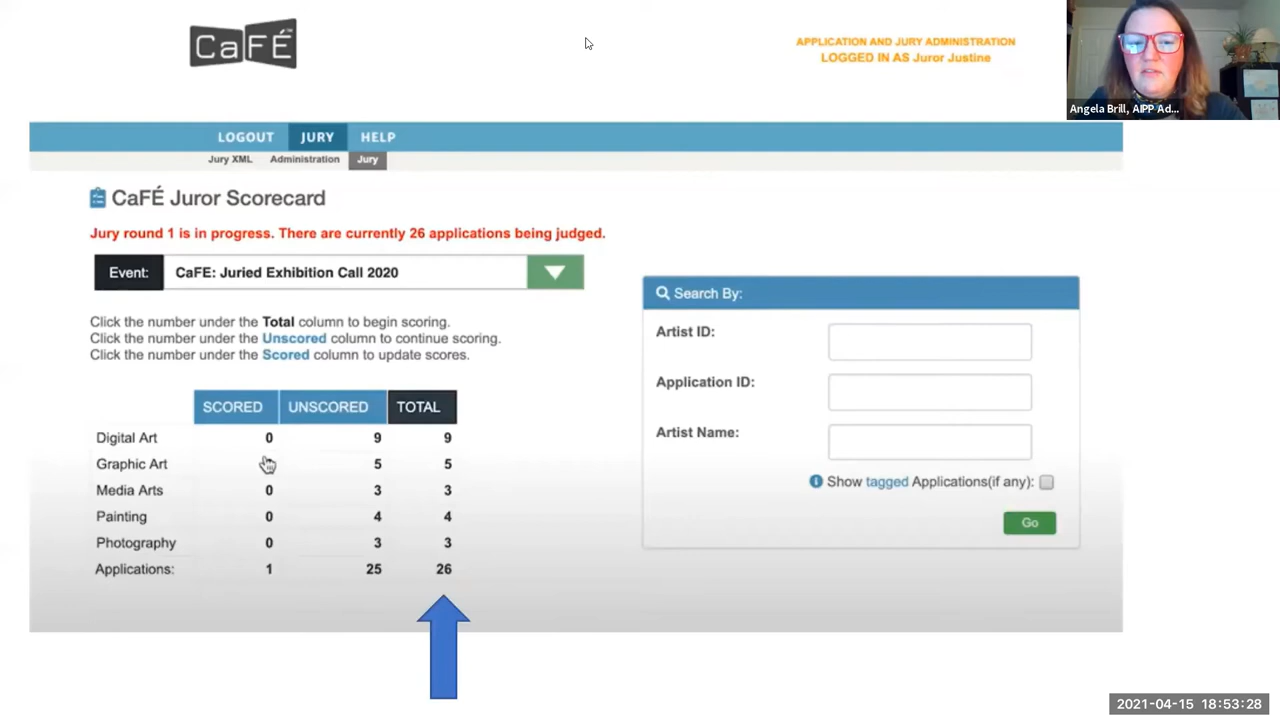 CaFÉ™
APPLICATION AND JURY ADMINISTRATION
LOGGED IN AS Juror Justine
Angela Brill, AIPP Ad...
LOGOUT JURY HELP
Jury XML Administration Jury
CaFÉ Juror Scorecard
Jury round 1 is in progress. There are currently 26 applications being judged.
Event: CaFE: Juried Exhibition Call 2020
Click the number under the Total column to begin scoring.
Click the number under the Unscored column to continue scoring.
Click the number under the Scored column to update scores.
SCORED UNSCORED TOTAL
Digital Art 0 9 9
Graphic Art 5 5
Media Arts 0 3 3
Painting 0 4 4
Photography 0 3 3
Applications: 1 25 26
Search By:
Artist ID:
Application ID:
Artist Name:
Show tagged Applications(if any):
Go
2021-04-15 18:53:28